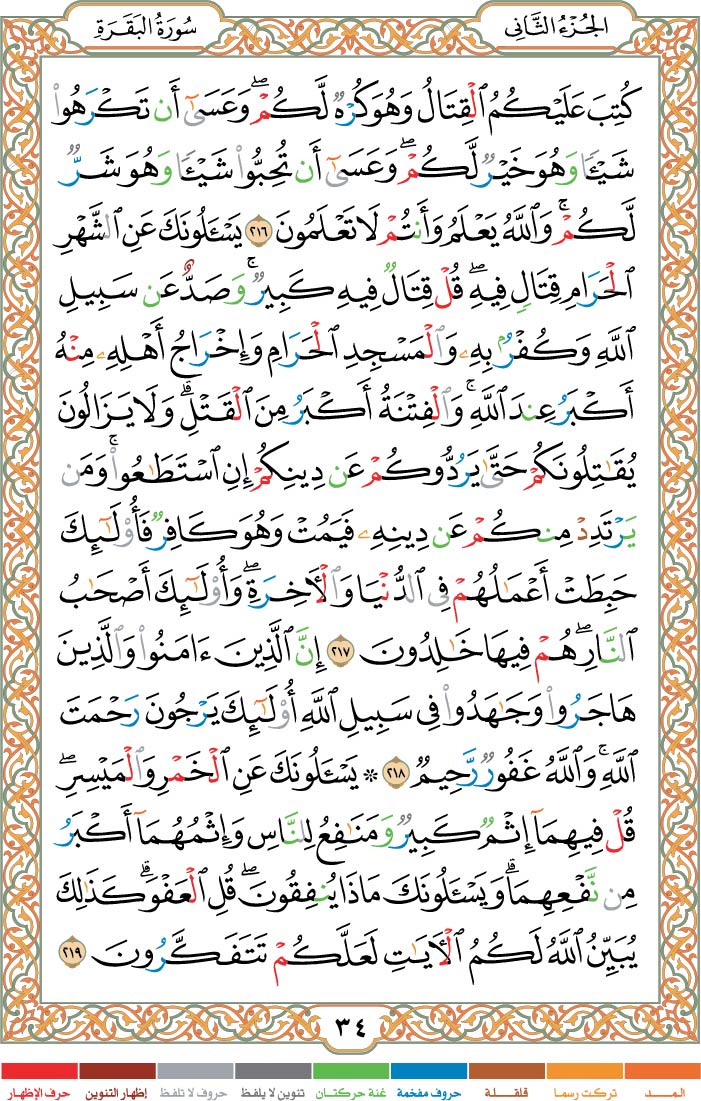 الجُزْءُ الثَّانِي
سُورَةُ البَقَرَةِ
كُتِبَ عَلَيْكُمُ ٱلْقِتَالُ وَهُوَ كُرْهٌ لَّكُمْ ۖ وَعَسَىٰٓ أَن تَكْرَهُوا۟
شَيْـًٔا وَهُوَ خَيْرٌ لَّكُمْ ۖ وَعَسَىٰٓ أَن تُحِبُّوا۟ شَيْـًٔا وَهُوَ شَرٌّ
لَّكُمْ ۗ وَٱللَّهُ يَعْلَمُ وَأَنتُمْ لَا تَعْلَمُونَ ٢١٦ يَسْـَٔلُونَكَ عَنِ ٱلشَّهْرِ
ٱلْحَرَامِ قِتَالٍ فِيهِ ۖ قُلْ قِتَالٌ فِيهِ كَبِيرٌ ۖ وَصَدٌّ عَن سَبِيلِ
ٱللَّهِ وَكُفْرٌۢ بِهِۦ وَٱلْمَسْجِدِ ٱلْحَرَامِ وَإِخْرَاجُ أَهْلِهِۦ مِنْهُ
أَكْبَرُ عِندَ ٱللَّهِ ۚ وَٱلْفِتْنَةُ أَكْبَرُ مِنَ ٱلْقَتْلِ ۗ وَلَا يَزَالُونَ
يُقَـٰتِلُونَكُمْ حَتَّىٰ يَرُدُّوكُمْ عَن دِينِكُمْ إِنِ ٱسْتَطَـٰعُوا۟ ۚ وَمَن
يَرْتَدِدْ مِنكُمْ عَن دِينِهِۦ فَيَمُتْ وَهُوَ كَافِرٌ فَأُو۟لَـٰٓئِكَ
حَبِطَتْ أَعْمَـٰلُهُمْ فِى ٱلدُّنْيَا وَٱلْـَٔاخِرَةِ ۖ وَأُو۟لَـٰٓئِكَ أَصْحَـٰبُ
ٱلنَّارِ ۖ هُمْ فِيهَا خَـٰلِدُونَ ٢١٧ إِنَّ ٱلَّذِينَ ءَامَنُوا۟ وَٱلَّذِينَ
هَاجَرُوا۟ وَجَـٰهَدُوا۟ فِى سَبِيلِ ٱللَّهِ أُو۟لَـٰٓئِكَ يَرْجُونَ رَحْمَتَ
ٱللَّهِ ۚ وَٱللَّهُ غَفُورٌ رَّحِيمٌ ٢١٨ ۞ يَسْـَٔلُونَكَ عَنِ ٱلْخَمْرِ وَٱلْمَيْسِرِ ۖ
قُلْ فِيهِمَآ إِثْمٌ كَبِيرٌ وَمَنَـٰفِعُ لِلنَّاسِ وَإِثْمُهُمَآ أَكْبَرُ
مِن نَّفْعِهِمَا ۗ وَيَسْـَٔلُونَكَ مَاذَا يُنفِقُونَ ۖ قُلِ ٱلْعَفْوَ ۗ كَذَٰلِكَ
يُبَيِّنُ ٱللَّهُ لَكُمُ ٱلْـَٔايَـٰتِ لَعَلَّكُمْ تَتَفَكَّرُونَ ٢١٩
٣٤
المــد تركت رسما قلقلة حروف مفخمة غنة حركتان تنوين لا يلفظ حروف لا تلفظ إظهار التنوين حرف الإظهار